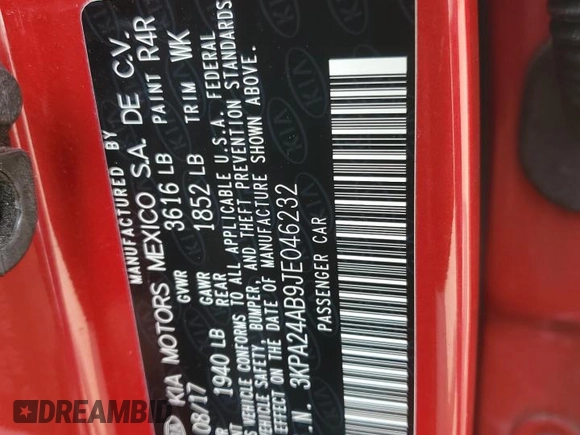 MANUFACTURED BY
KIA MOTORS MEXICO S.A. DE C.V.
08/17 GVWR 3616 LB PAINT R4R
1940 LB GAWR REAR 1852 LB TRIM WK
VEHICLE CONFORMS TO ALL APPLICABLE U.S.A. FEDERAL
VEHICLE SAFETY, BUMPER, AND THEFT PREVENTION STANDARDS
EFFECT ON THE DATE OF MANUFACTURE SHOWN ABOVE.
.N. 3KPA24AB9JE046232
PASSENGER CAR
KIA
DREAMBID